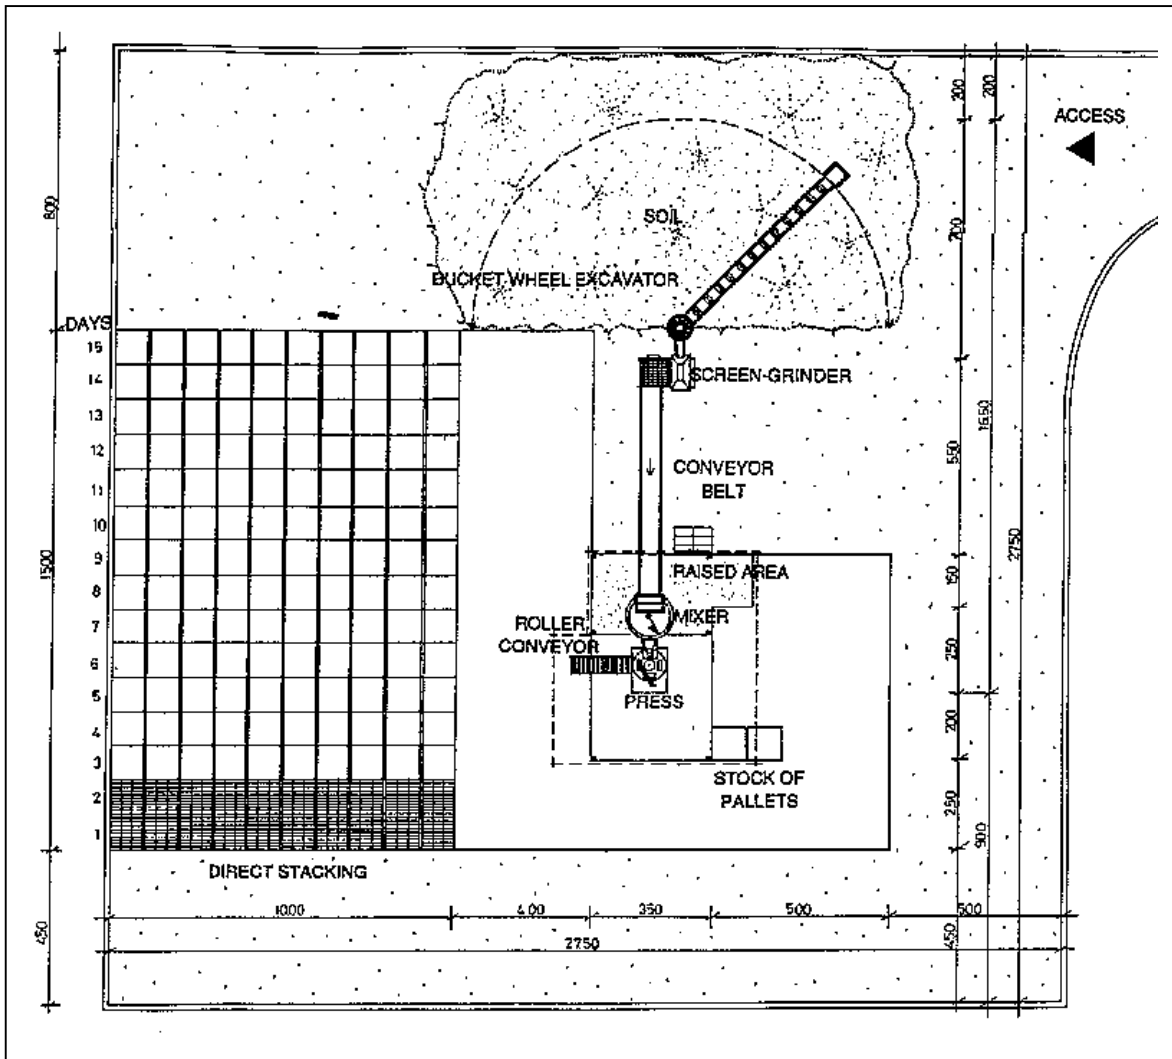 200
200
ACCESS
800
700
SOIL
BUCKET WHEEL EXCAVATOR
DAYS
15
14
13
12
11
10
9
8
7
6
5
4
3
2
1
SCREEN-GRINDER
CONVEYOR
BELT
RAISED AREA
MIXER
ROLLER
CONVEYOR
PRESS
STOCK OF
PALLETS
550
1650
2750
150
250
200
250
900
1500
DIRECT STACKING
1000
400
350
500
500
450
2750
450